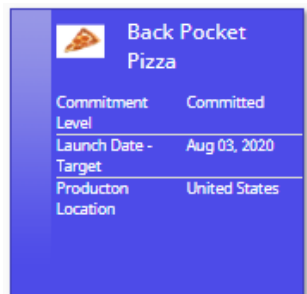 Back Pocket
Pizza
Commitment Committed
Level
Launch Date - Aug 03, 2020
Target
Producton United States
Location